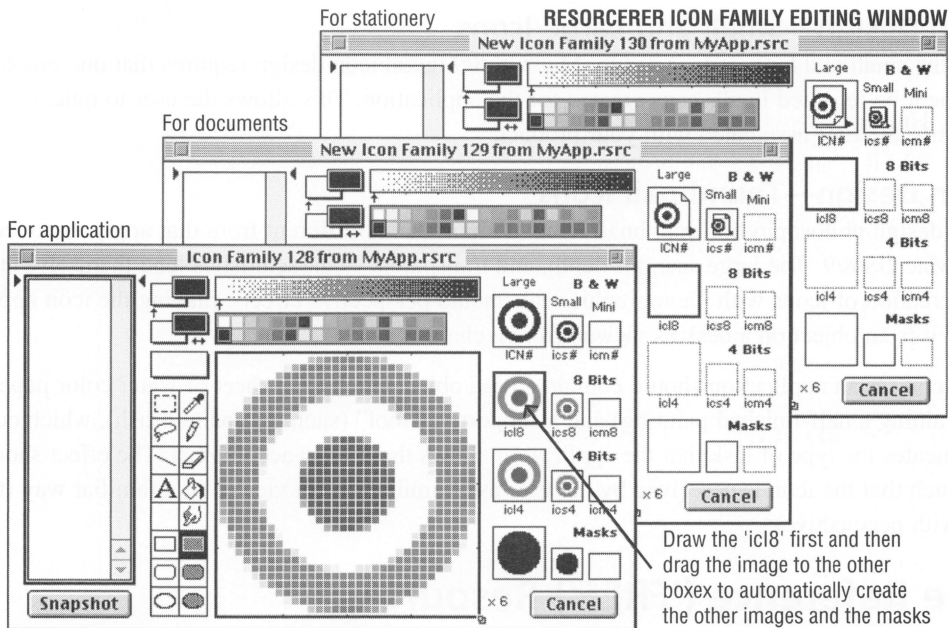 For stationery
RESORCERER ICON FAMILY EDITING WINDOW
New Icon Family 130 from MyApp.rsrc
Large
B & W
Small
Mini
ICN#
ics#
icm#
8 Bits
icl8
ics8
icm8
4 Bits
icl4
ics4
icm4
Masks
× 6
Cancel
For documents
New Icon Family 129 from MyApp.rsrc
Large
B & W
Small
Mini
ICN#
ics#
icm#
8 Bits
icl8
ics8
icm8
4 Bits
icl4
ics4
icm4
Masks
× 6
Cancel
For application
Icon Family 128 from MyApp.rsrc
Large
B & W
Small
Mini
ICN#
ics#
icm#
8 Bits
icl8
ics8
icm8
4 Bits
icl4
ics4
icm4
Masks
A
Snapshot
× 6
Cancel
Draw the 'icl8' first and then
drag the image to the other
boxex to automatically create
the other images and the masks